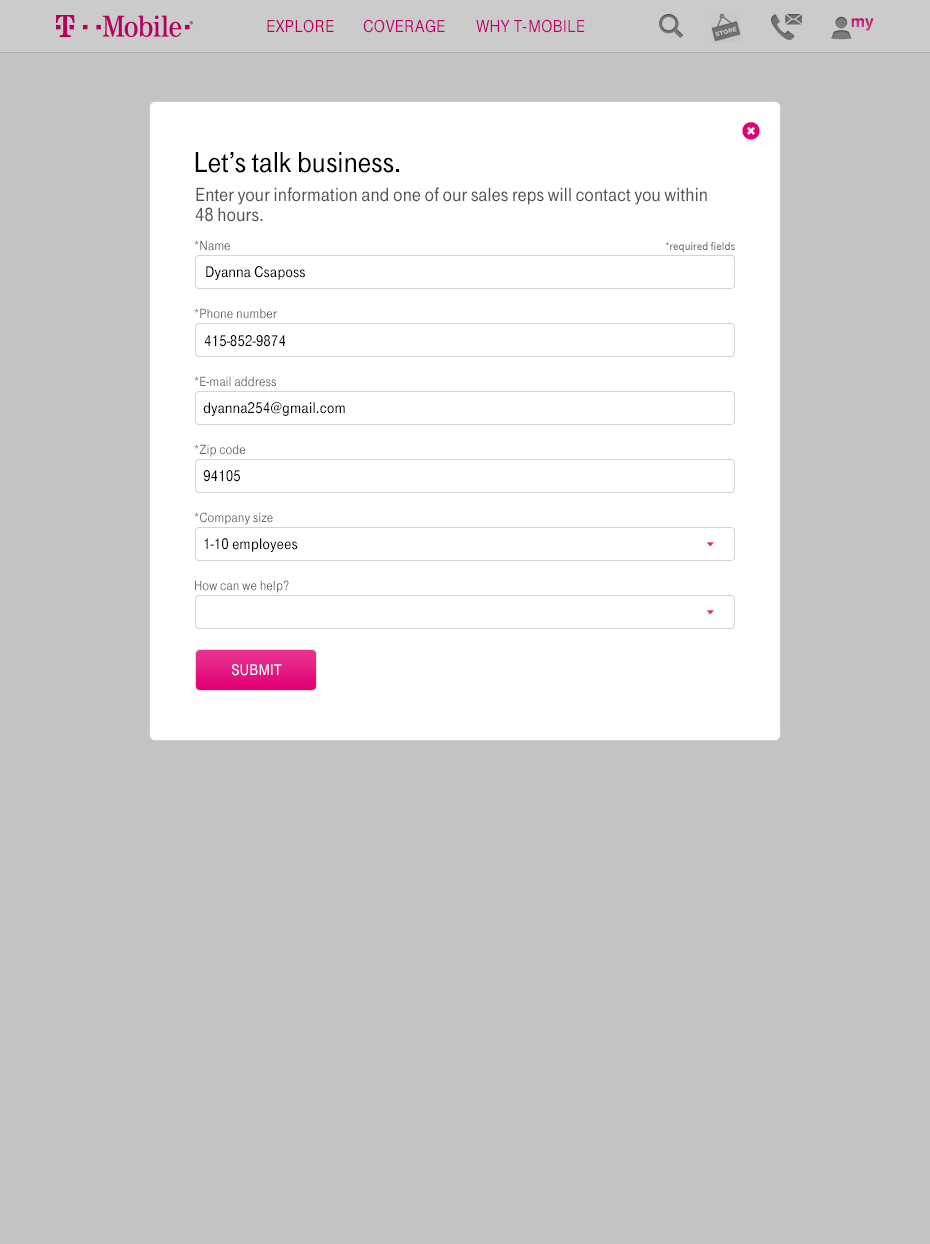 T · · Mobile ·
EXPLORE
COVERAGE
WHY T-MOBILE
STORE
my
Let’s talk business.
Enter your information and one of our sales reps will contact you within
48 hours.
*Name
*required fields
Dyanna Csaposs
*Phone number
415-852-9874
*E-mail address
dyanna254@gmail.com
*Zip code
94105
*Company size
1-10 employees
How can we help?
SUBMIT